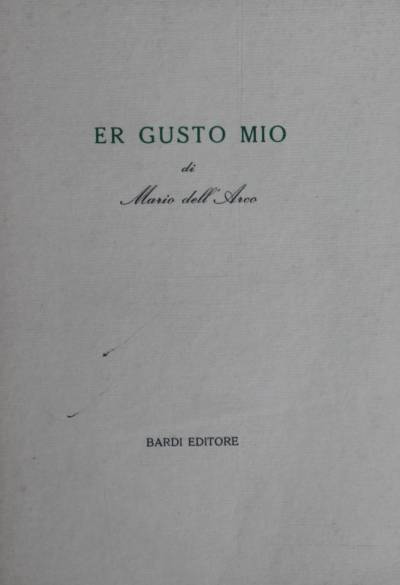 ER GUSTO MIO
di
Mario dell'Arco
BARDI EDITORE